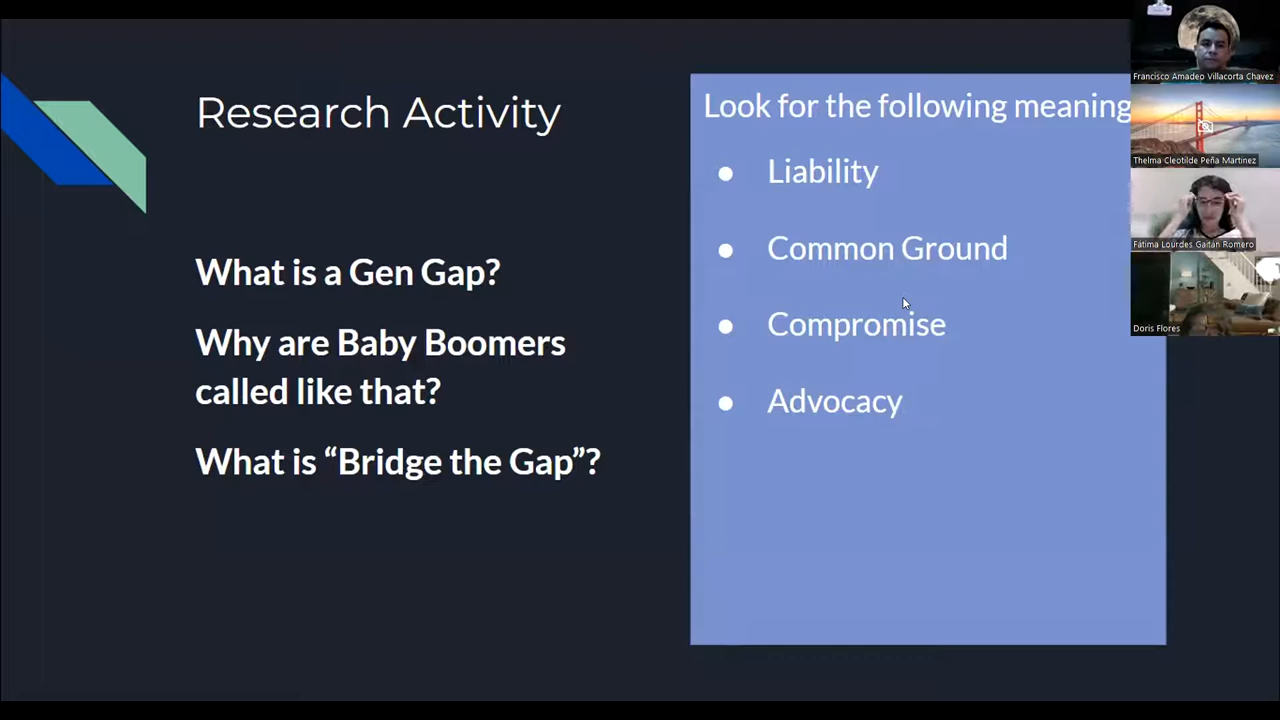 Research Activity
What is a Gen Gap?
Why are Baby Boomers
called like that?
What is “Bridge the Gap”?
Look for the following meaning
● Liability
● Common Ground
● Compromise
● Advocacy
Francisco Amadeo Villacorta Chavez
Thelma Cleotilde Peña Martinez
Fátima Lourdes Gaitán Romero
Doris Flores